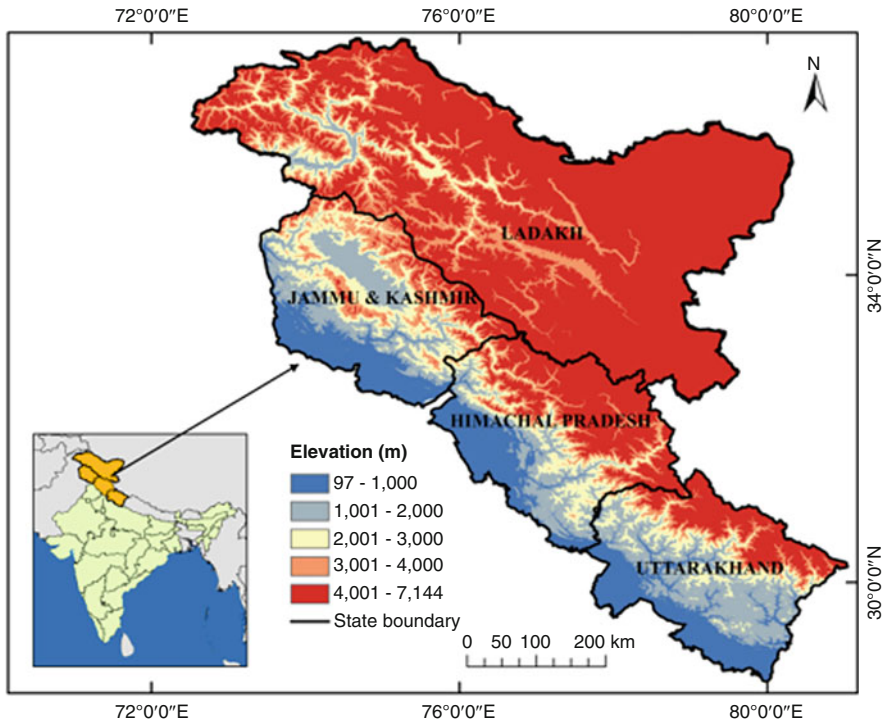 72°0′0″E 76°0′0″E 80°0′0″E
N
LADAKH
34°0′0″N
JAMMU & KASHMIR
HIMACHAL PRADESH
Elevation (m)
97 - 1,000
1,001 - 2,000
2,001 - 3,000
3,001 - 4,000
4,001 - 7,144
State boundary
UTTARAKHAND
30°0′0″N
0 50 100 200 km
72°0′0″E 76°0′0″E 80°0′0″E